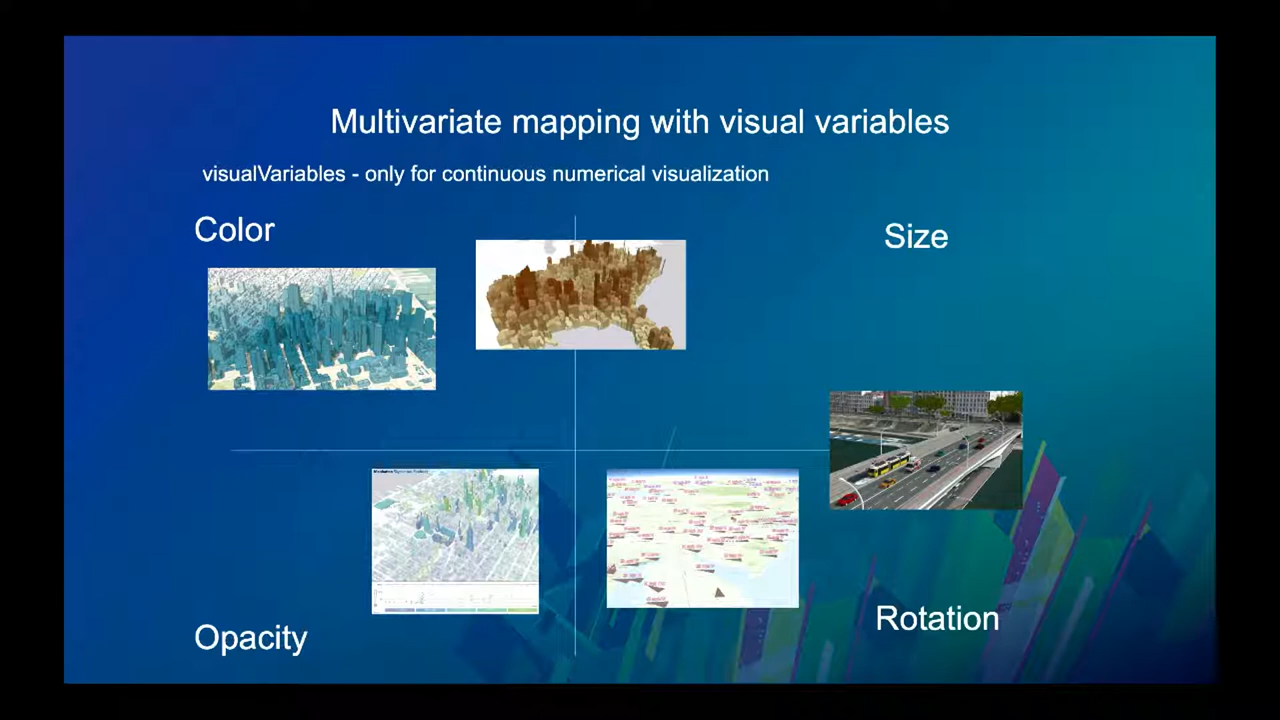 Multivariate mapping with visual variables
visualVariables - only for continuous numerical visualization
Color
Size
Opacity
Rotation